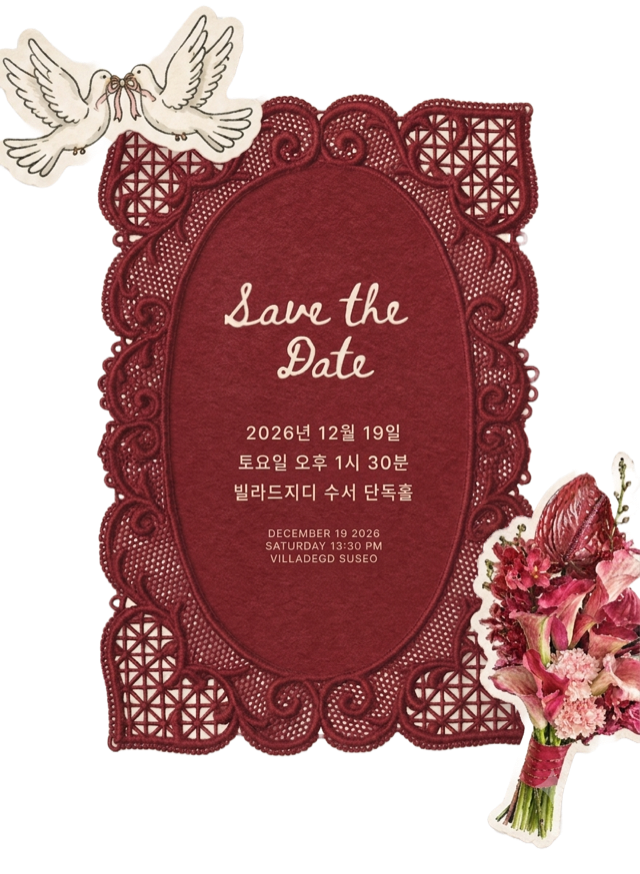 Save the
Date
2026년 12월 19일
토요일 오후 1시 30분
빌라드지디 수서 단독홀
DECEMBER 19 2026
SATURDAY 13:30 PM
VILLADEGD SUSEO